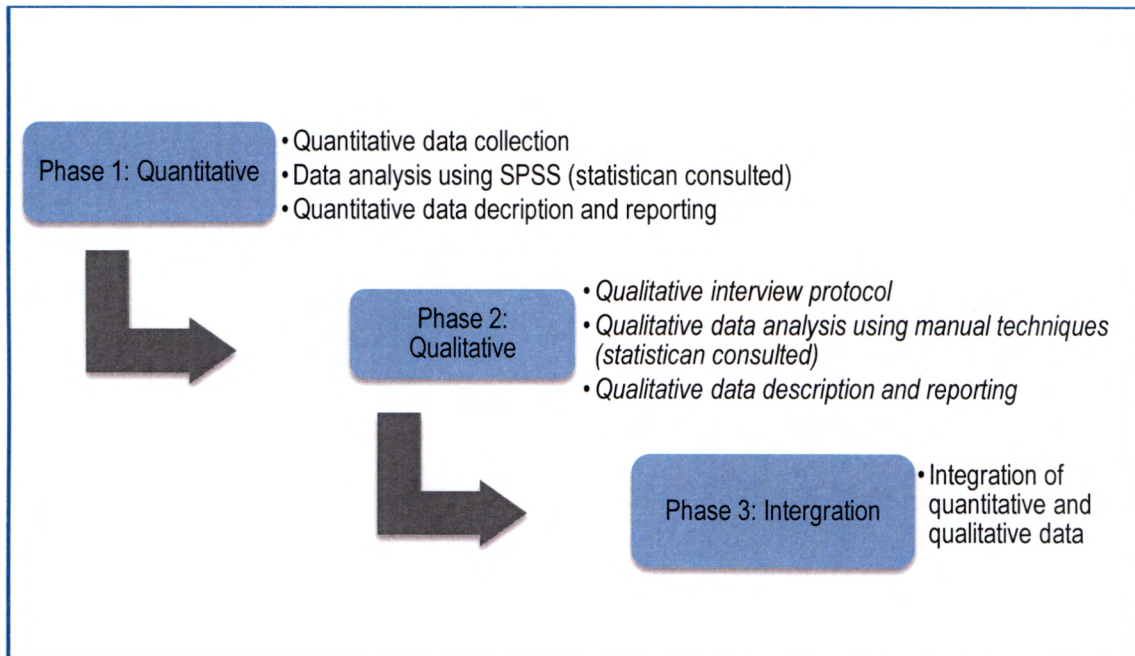 Phase 1: Quantitative
• Quantitative data collection
• Data analysis using SPSS (statistican consulted)
• Quantitative data decription and reporting
Phase 2:
Qualitative
• Qualitative interview protocol
• Qualitative data analysis using manual techniques
(statistican consulted)
• Qualitative data description and reporting
Phase 3: Intergration
• Integration of
quantitative and
qualitative data